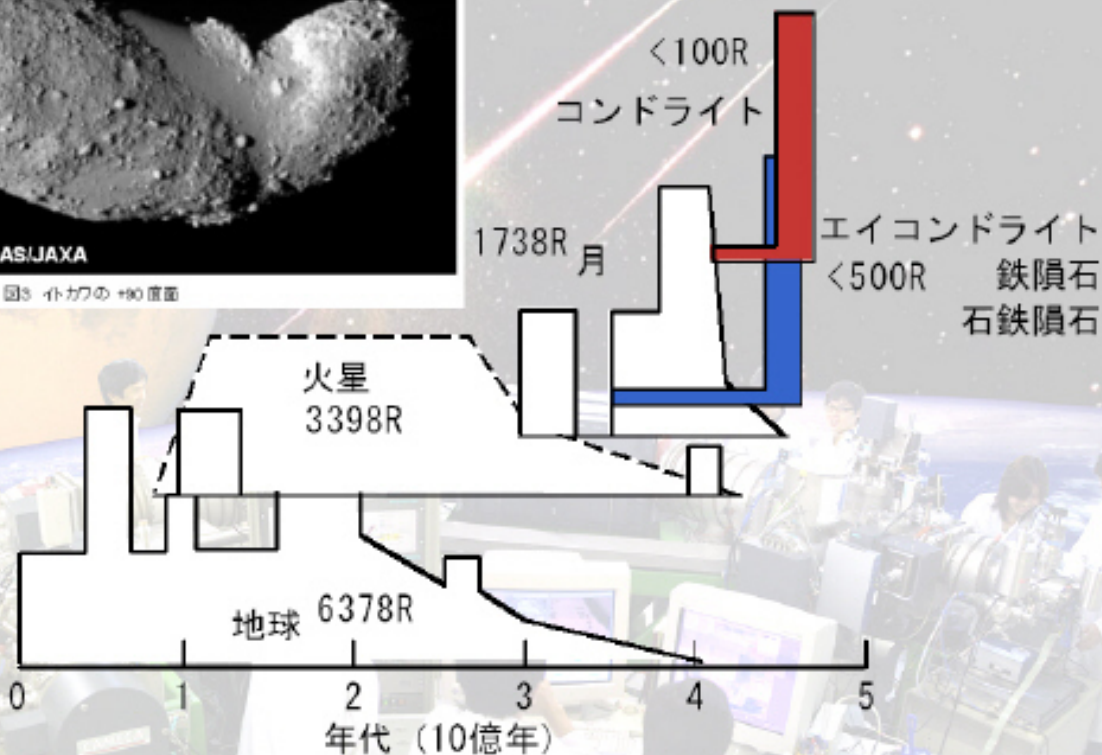 AS/JAXA
図3 イトカワの +90 度面
<100R
コンドライト
1738R 月
エイコンドライト
<500R 鉄隕石
石鉄隕石
火星
3398R
地球 6378R
0 1 2 3 4 5
年代 (10億年)